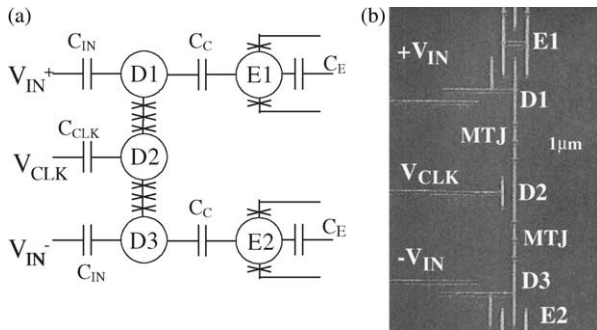 (a)
C_IN C_C C_E
V_IN+ D1 E1
C_CLK
V_CLK D2
C_C C_E
V_IN- D3 E2
C_IN
(b)
E1
+V_IN
D1
MTJ 1μm
V_CLK
D2
MTJ
-V_IN
D3
E2